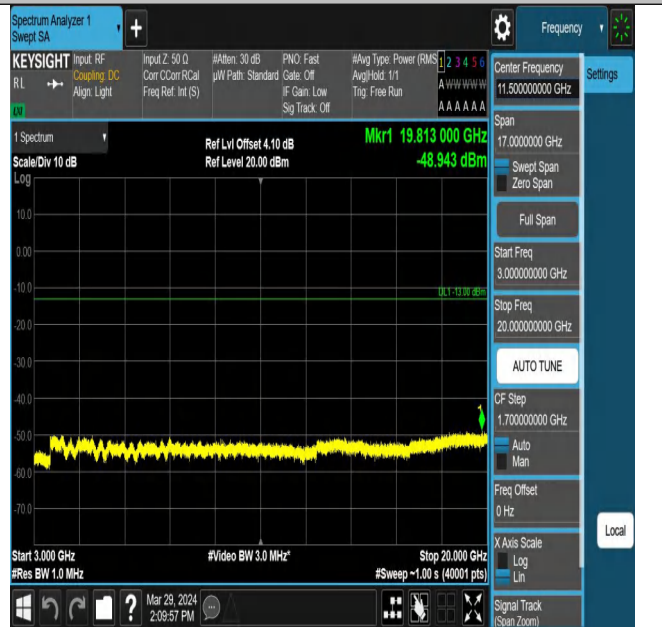 Spectrum Analyzer 1
Swept SA
Frequency
KEYSIGHT
RL
LXI
Input: RF
Coupling: DC
Align: Light
Input Z: 50 Ω
Corr CCorr RCal
Freq Ref: Int (S)
#Atten: 30 dB
µW Path: Standard
PNO: Fast
Gate: Off
IF Gain: Low
Sig Track: Off
#Avg Type: Power (RMS
Avg|Hold: 1/1
Trig: Free Run
1 2 3 4 5 6
A W W W W W
A A A A A A
1 Spectrum
Scale/Div 10 dB
Log
Ref Lvl Offset 4.10 dB
Ref Level 20.00 dBm
Mkr1 19.813 000 GHz
-48.943 dBm
10.0
0.00
-10.0
DL1 -13.00 dBm
-20.0
-30.0
-40.0
1
-50.0
-60.0
-70.0
Start 3.000 GHz
#Res BW 1.0 MHz
#Video BW 3.0 MHz*
Stop 20.000 GHz
#Sweep ~1.00 s (40001 pts)
?
Mar 29, 2024
2:09:57 PM
Center Frequency
11.500000000 GHz
Settings
Span
17.0000000 GHz
Swept Span
Zero Span
Full Span
Start Freq
3.000000000 GHz
Stop Freq
20.000000000 GHz
AUTO TUNE
CF Step
1.700000000 GHz
Auto
Man
Freq Offset
0 Hz
Local
X Axis Scale
Log
Lin
Signal Track
(Span Zoom)